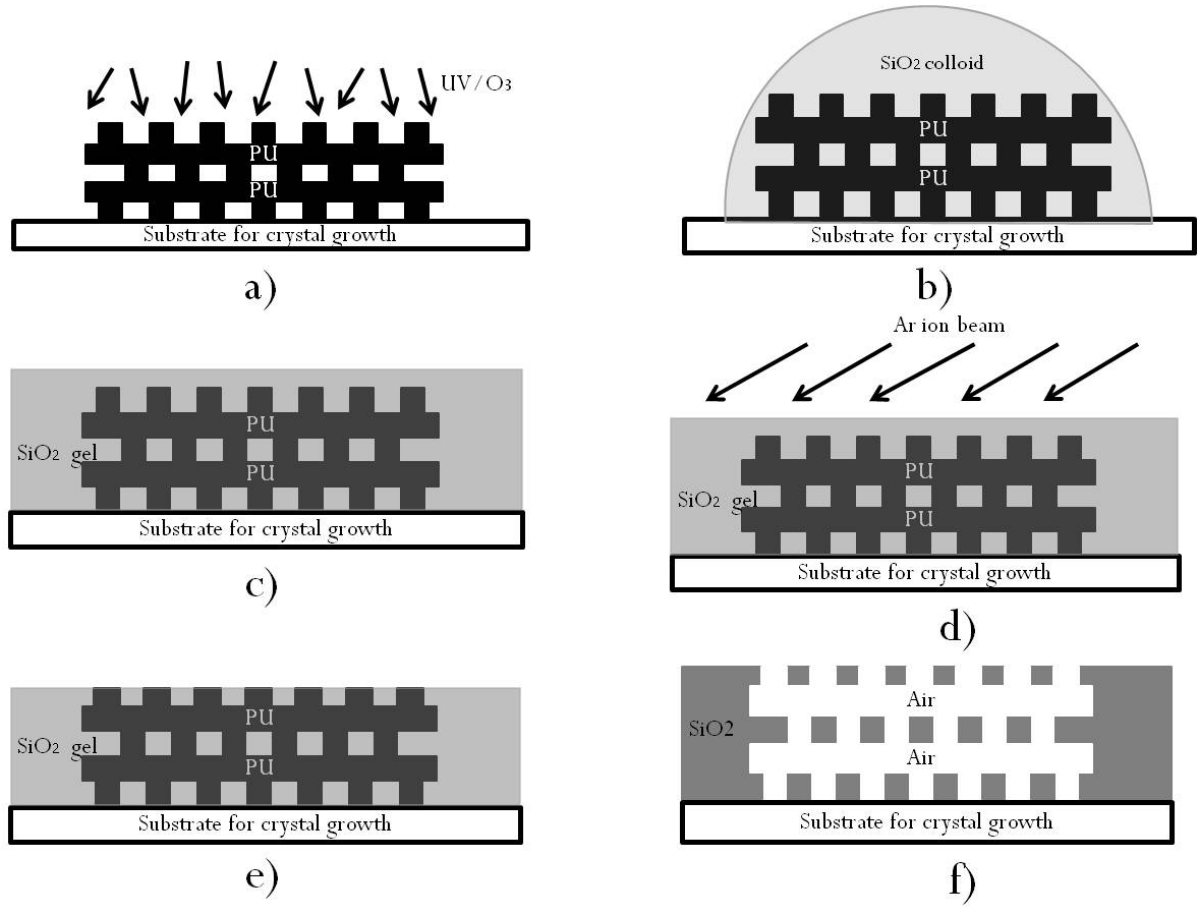 UV/O3
PU
PU
Substrate for crystal growth
a)
SiO2 colloid
PU
PU
Substrate for crystal growth
b)
SiO2 gel
PU
PU
Substrate for crystal growth
c)
Ar ion beam
SiO2 gel
PU
PU
Substrate for crystal growth
d)
SiO2 gel
PU
PU
Substrate for crystal growth
e)
SiO2
Air
Air
Substrate for crystal growth
f)